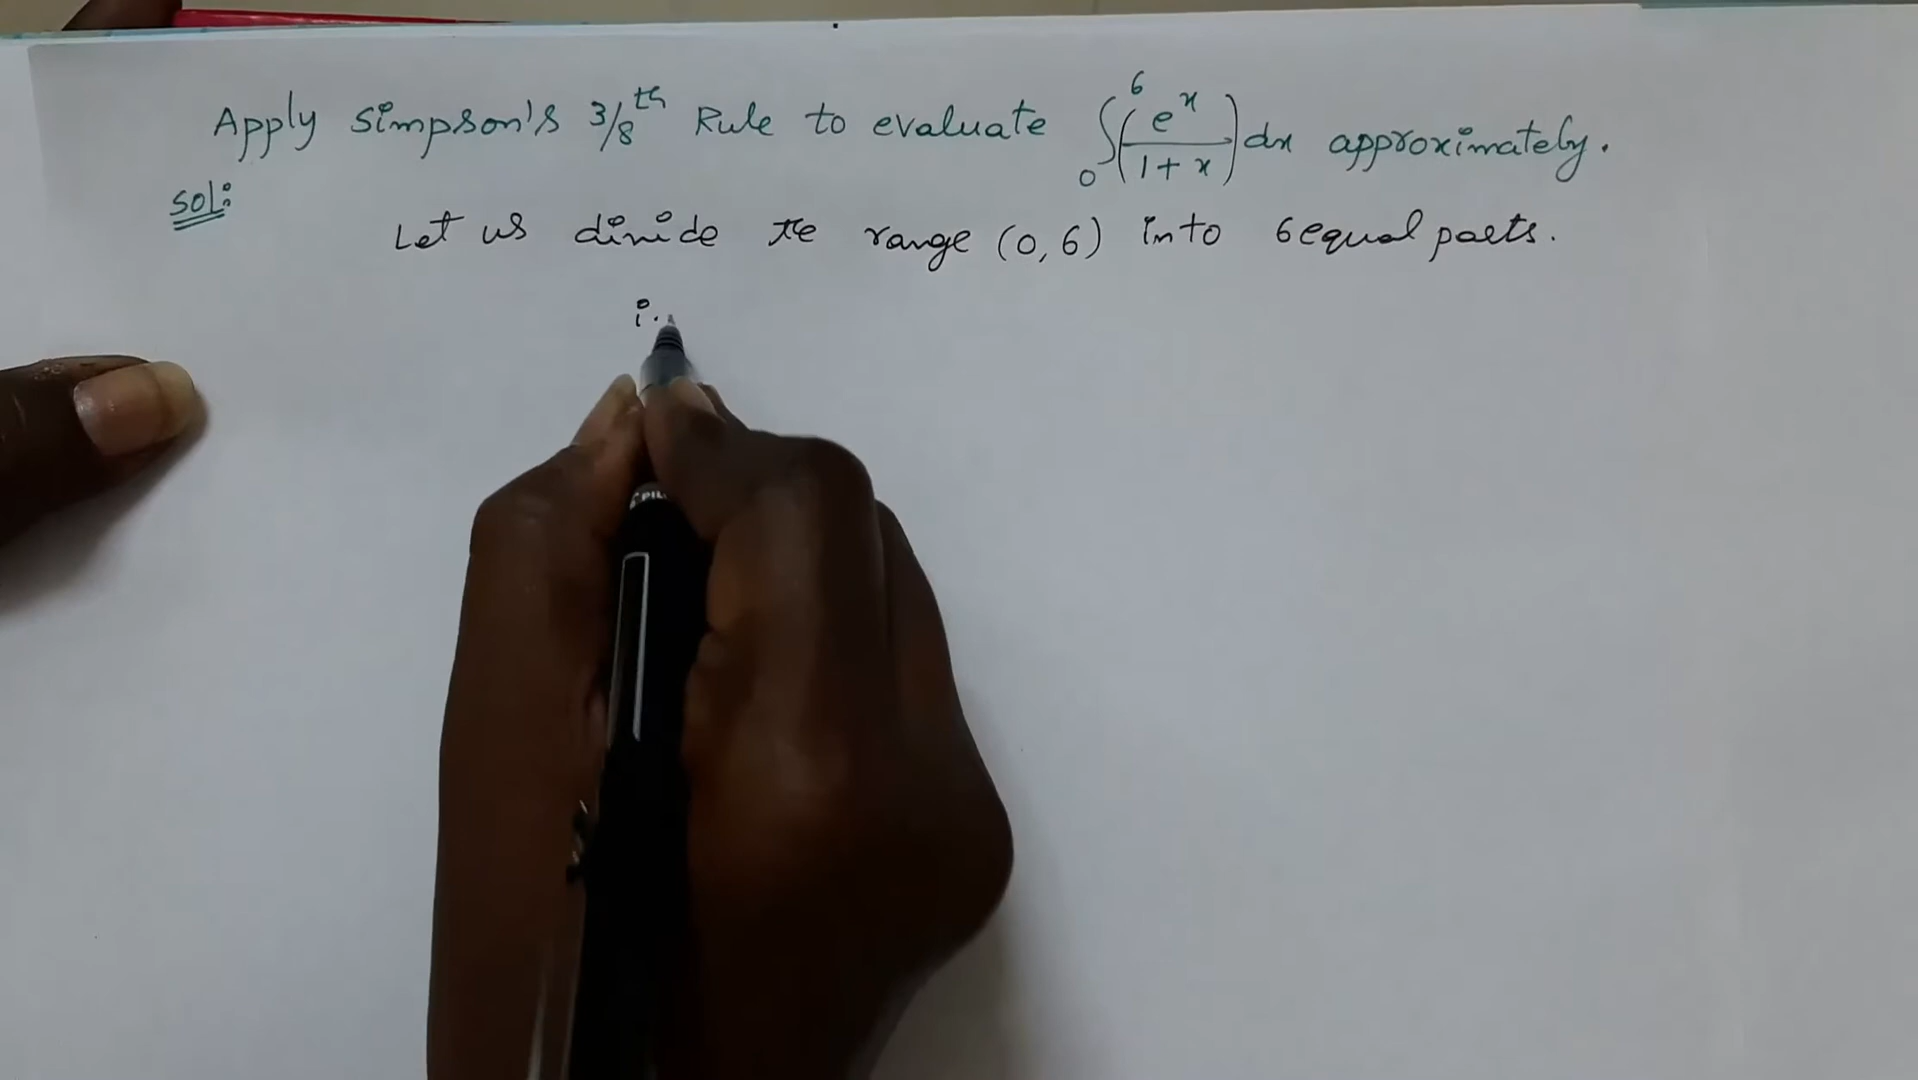 Apply Simpson's 3/8th Rule to evaluate ∫₀⁶ (e^x/(1+x)) dx approximately.
Sol:
Let us divide the range (0,6) into 6 equal parts.
i.
PIL